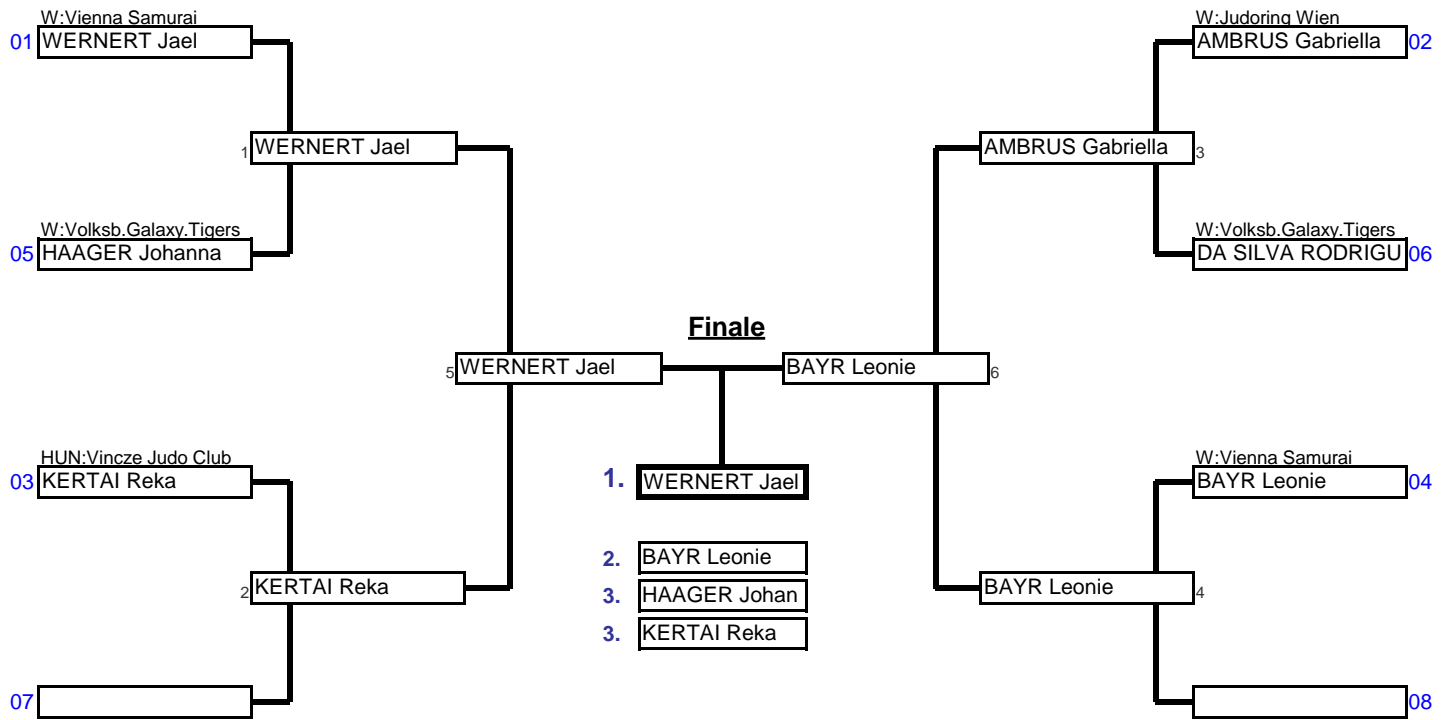 W:Vienna Samurai
01 WERNERT Jael
W:Judoring Wien
AMBRUS Gabriella 02
1 WERNERT Jael
AMBRUS Gabriella 3
W:Volksb.Galaxy.Tigers
05 HAAGER Johanna
W:Volksb.Galaxy.Tigers
DA SILVA RODRIGU 06
Finale
5 WERNERT Jael
BAYR Leonie 6
HUN:Vincze Judo Club
03 KERTAI Reka
1. WERNERT Jael
W:Vienna Samurai
BAYR Leonie 04
2. BAYR Leonie
2 KERTAI Reka
3. HAAGER Johan
BAYR Leonie 4
3. KERTAI Reka
07
08